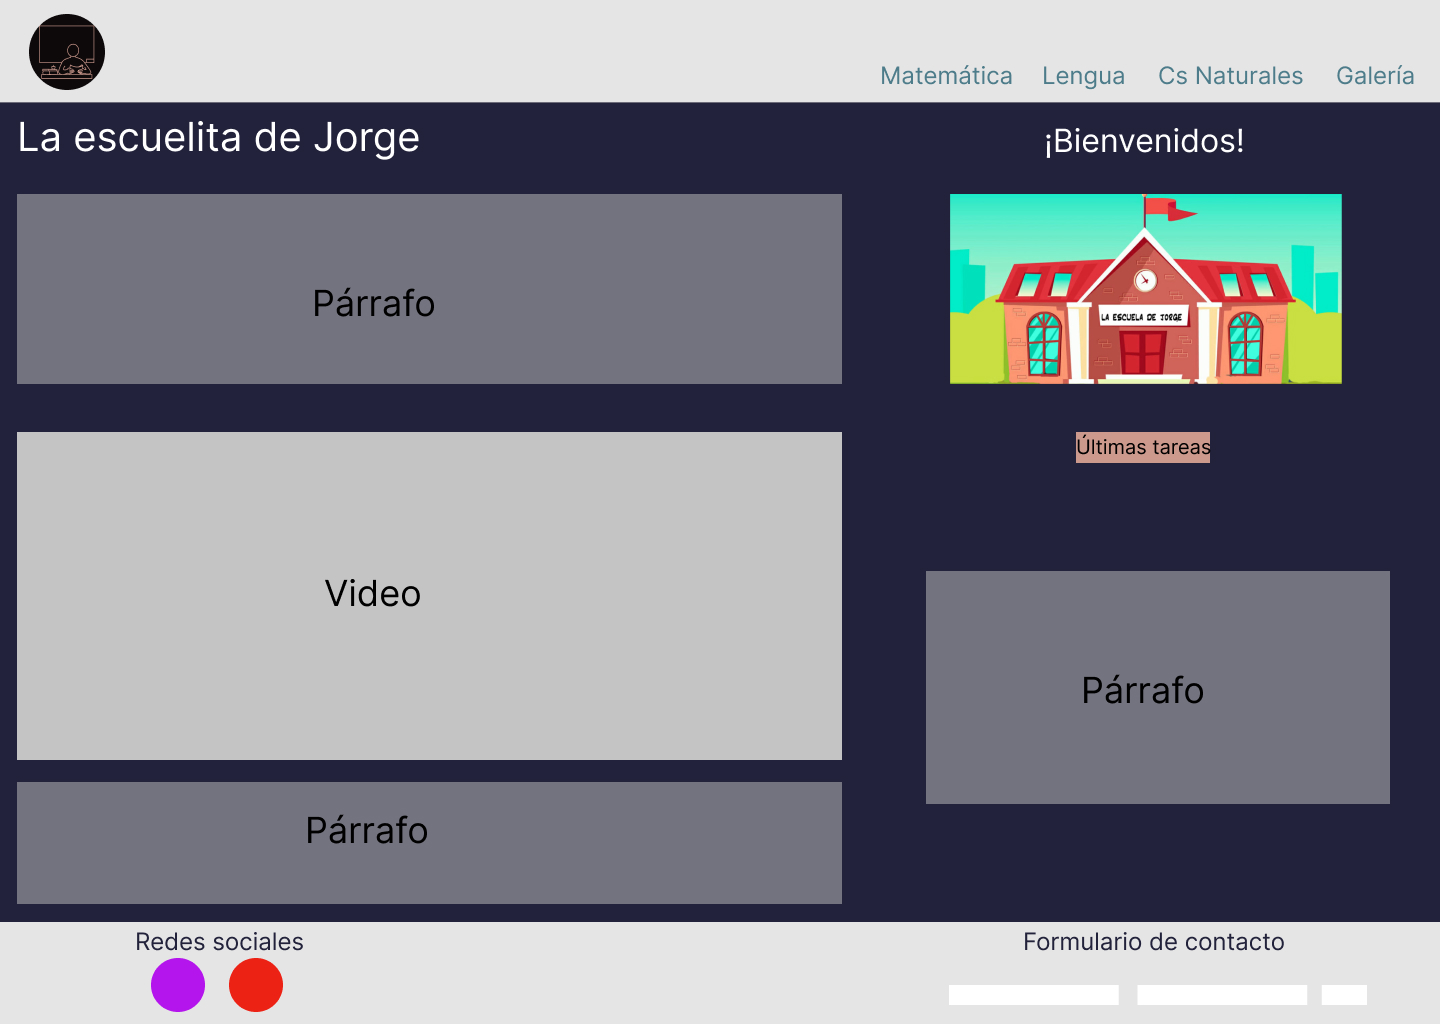 Matemática Lengua Cs Naturales Galería
La escuelita de Jorge
¡Bienvenidos!
Párrafo
LA ESCUELA DE JORGE
Últimas tareas
Video
Párrafo
Párrafo
Redes sociales
Formulario de contacto